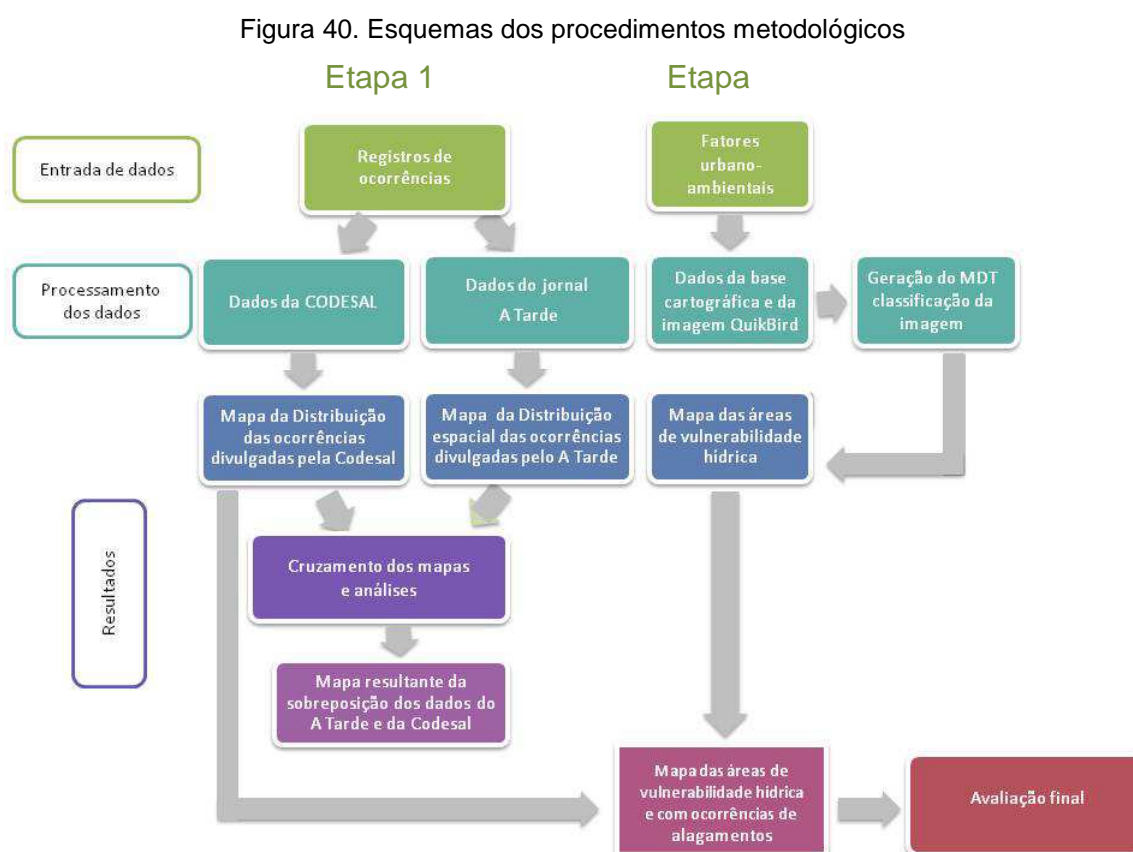 Figura 40. Esquemas dos procedimentos metodológicos
Etapa 1
Etapa
Entrada de dados
Registros de
ocorrências
Fatores
urbano-
ambientais
Processamento
dos dados
Dados da CODESAL
Dados do jornal
A Tarde
Dados da base
cartográfica e da
imagem QuikBird
Geração do MDT
classificação da
imagem
Mapa da Distribuição
das ocorrências
divulgadas pela Codesal
Mapa da Distribuição
espacial das ocorrências
divulgadas pelo A Tarde
Mapa das áreas
de vulnerabilidade
hídrica
Resultados
Cruzamento dos mapas
e análises
Mapa resultante da
sobreposição dos dados do
A Tarde e da Codesal
Mapa das áreas de
vulnerabilidade hídrica
e com ocorrências de
alagamentos
Avaliação final